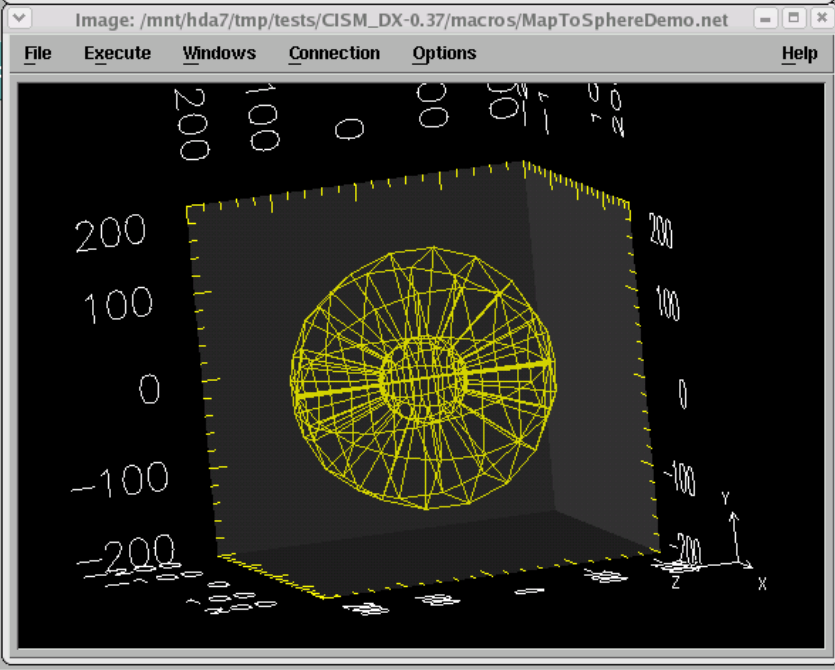 Image: /mnt/hda7/tmp/tests/CISM_DX-0.37/macros/MapToSphereDemo.net
File Execute Windows Connection Options Help
200 100 0
200 200
100 100
0 0
-100 -100
-200 -200
Y
Z X